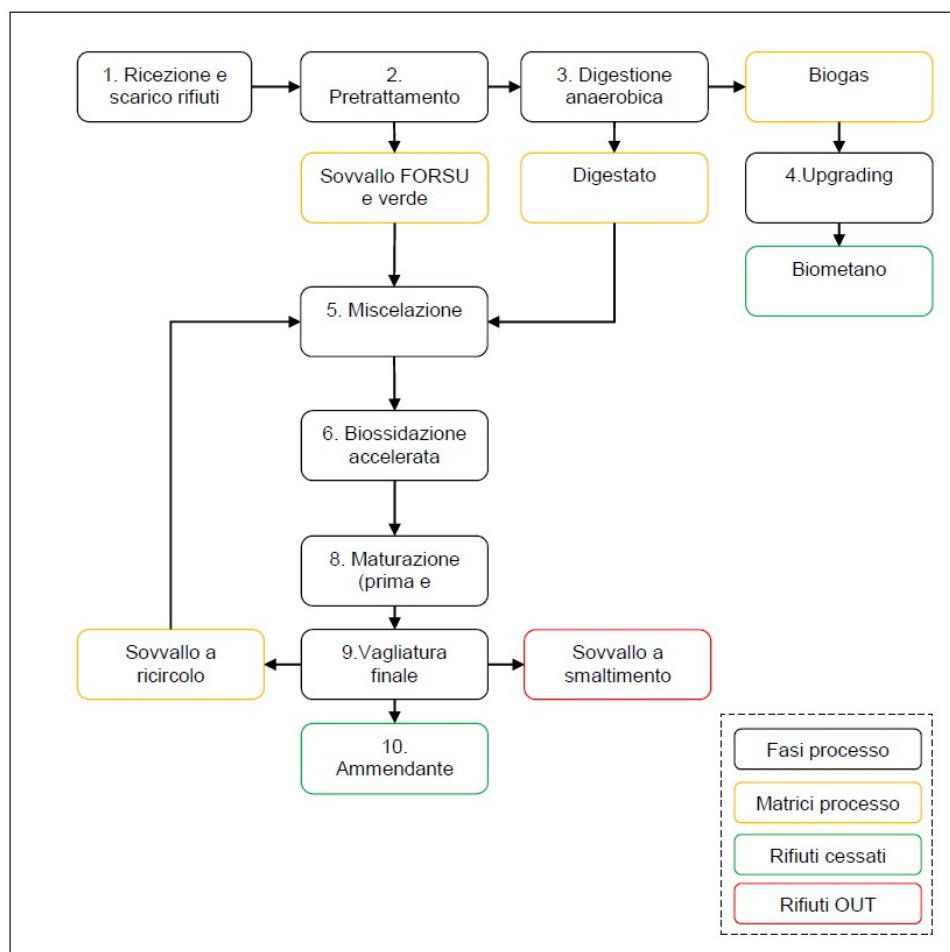 1. Ricezione e
scarico rifiuti
2.
Pretrattamento
3. Digestione
anaerobica
Biogas
Sovvallo FORSU
e verde
Digestato
4.Upgrading
Biometano
5. Miscelazione
6. Biossidazione
accelerata
8. Maturazione
(prima e
Sovvallo a
ricircolo
9.Vagliatura
finale
Sovvallo a
smaltimento
10.
Ammendante
Fasi processo
Matrici processo
Rifiuti cessati
Rifiuti OUT